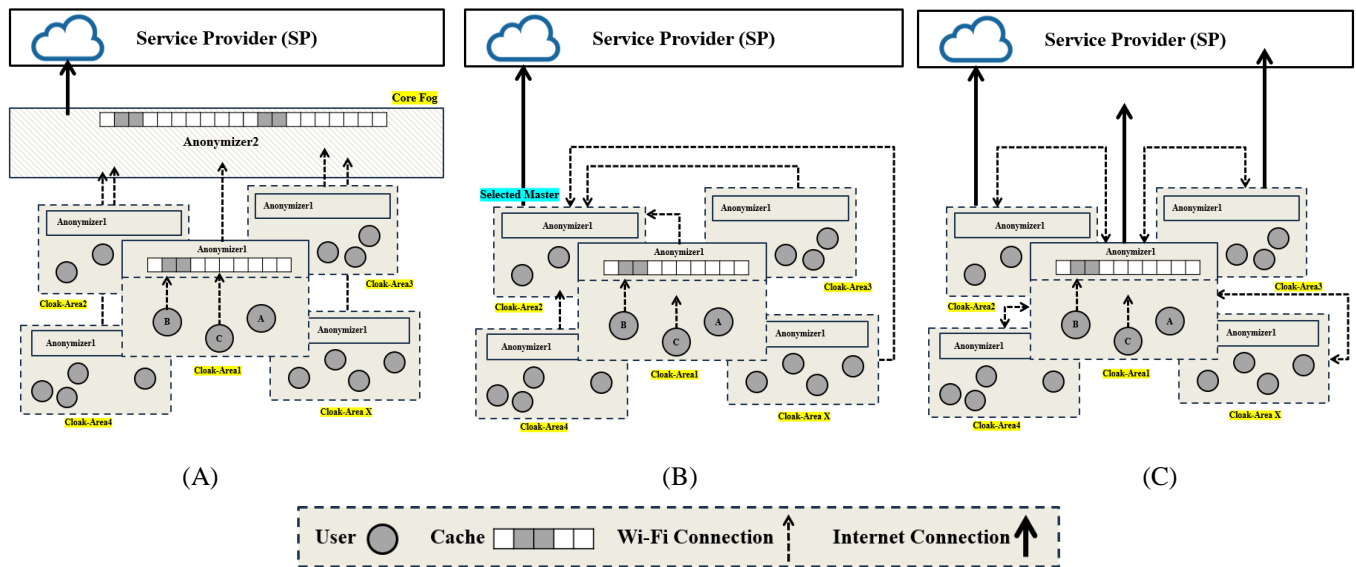 Service Provider (SP)
Core Fog
Anonymizer2
Anonymizer1
Anonymizer1
Anonymizer1
Cloak-Area3
Cloak-Area2
B
A
C
Anonymizer1
Anonymizer1
Cloak-Area1
Cloak-Area X
Cloak-Area4
(A)
Service Provider (SP)
Selected Master
Anonymizer1
Anonymizer1
Anonymizer1
Cloak-Area3
Cloak-Area2
B
A
C
Anonymizer1
Anonymizer1
Cloak-Area1
Cloak-Area X
Cloak-Area4
(B)
Service Provider (SP)
Anonymizer1
Anonymizer1
Anonymizer1
Cloak-Area3
Cloak-Area2
B
A
C
Anonymizer1
Anonymizer1
Cloak-Area1
Cloak-Area X
Cloak-Area4
(C)
User Cache Wi-Fi Connection Internet Connection